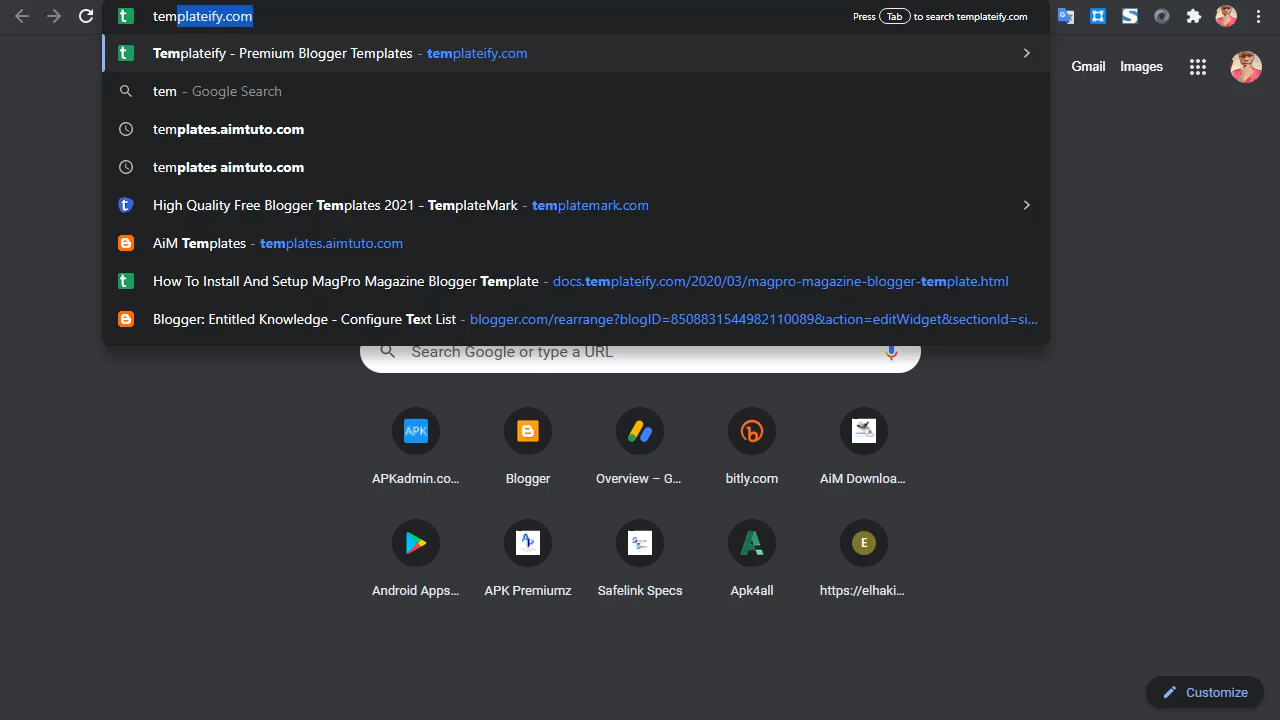 templateify.com Press Tab to search templateify.com
Templateify - Premium Blogger Templates - templateify.com
tem - Google Search
templates.aimtuto.com
templates aimtuto.com
High Quality Free Blogger Templates 2021 - TemplateMark - templatemark.com
AiM Templates - templates.aimtuto.com
How To Install And Setup MagPro Magazine Blogger Template - docs.templateify.com/2020/03/magpro-magazine-blogger-template.html
Blogger: Entitled Knowledge - Configure Text List - blogger.com/rearrange?blogID=8508831544982110089&action=editWidget&sectionId=si...
Gmail Images
Search Google or type a URL
APK
APKadmin.co... Blogger Overview – G... bitly.com AiM Downloa...
E
Android Apps... APK Premiumz Safelink Specs Apk4all https://elhaki...
Customize